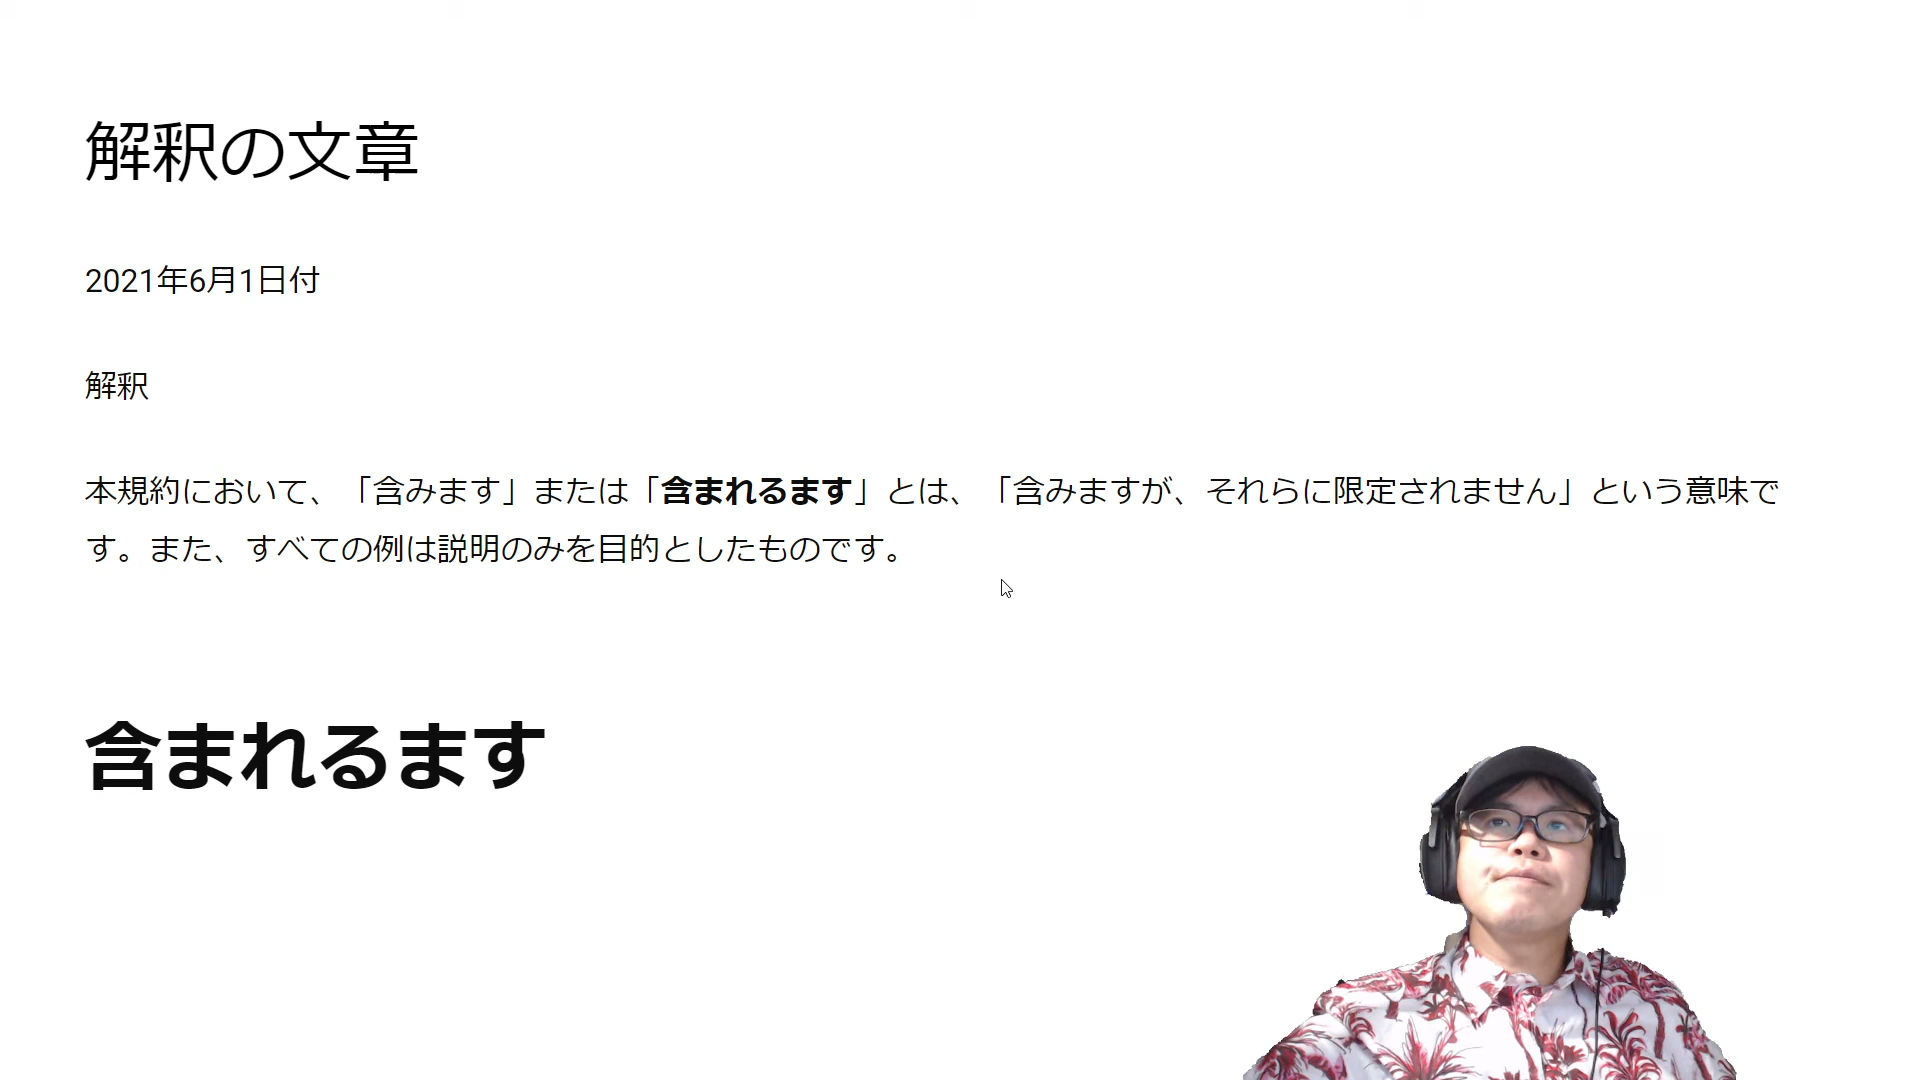 解釈の文章
2021年6月1日付
解釈
本規約において、「含みます」または「含まれるます」とは、「含みますが、それらに限定されません」という意味で
す。また、すべての例は説明のみを目的としたものです。
含まれるます